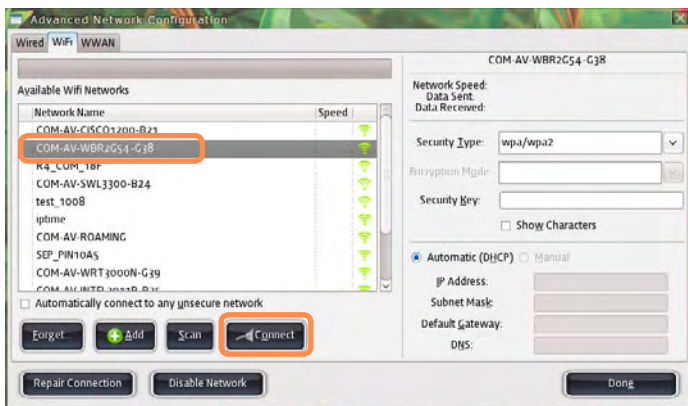 Advanced Network Configuration
Wired WiFi WWAN
COM-AV-WBR2G54-G38
Available Wifi Networks
Network Speed:
Data Sent:
Data Received:
Network Name Speed
COM-AV-CISCO1200-B21
COM-AV-WBR2G54-G38
Security Type: wpa/wpa2
R4_COM_18F
COM-AV-SWL3300-B24
Encryption Mode
test_1008
Security Key:
iptime
COM-AV-ROAMING
Show Characters
SEP_PIN10A5
Automatic (DHCP) Manual
COM-AV-WRT3000N-G39
IP Address:
Automatically connect to any unsecure network
Subnet Mask:
Default Gateway:
Forget... Add Scan Connect
DNS:
Repair Connection Disable Network Done